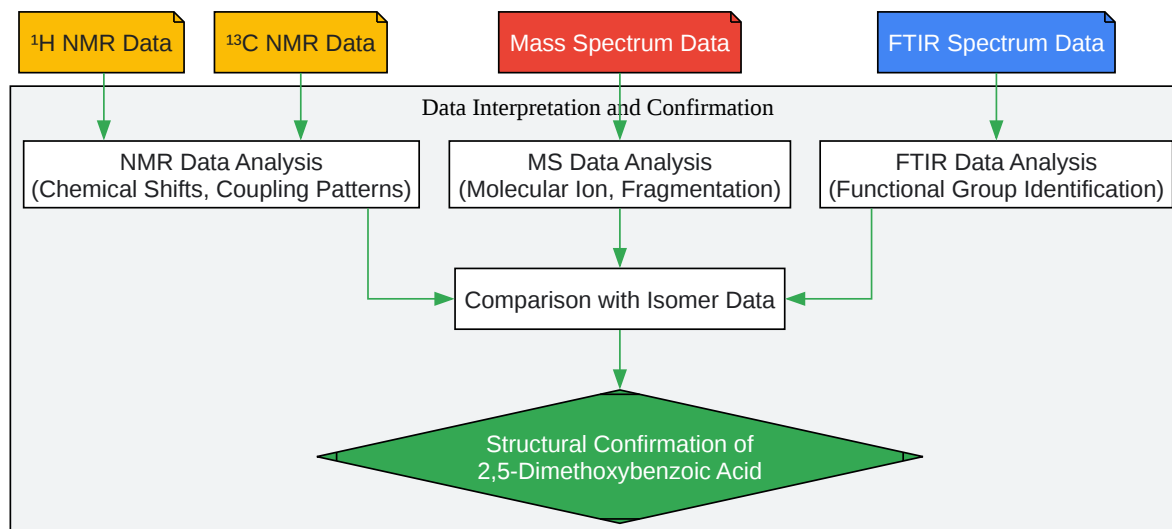 ¹H NMR Data
¹³C NMR Data
Mass Spectrum Data
FTIR Spectrum Data
Data Interpretation and Confirmation
NMR Data Analysis
(Chemical Shifts, Coupling Patterns)
MS Data Analysis
(Molecular Ion, Fragmentation)
FTIR Data Analysis
(Functional Group Identification)
Comparison with Isomer Data
Structural Confirmation of
2,5-Dimethoxybenzoic Acid